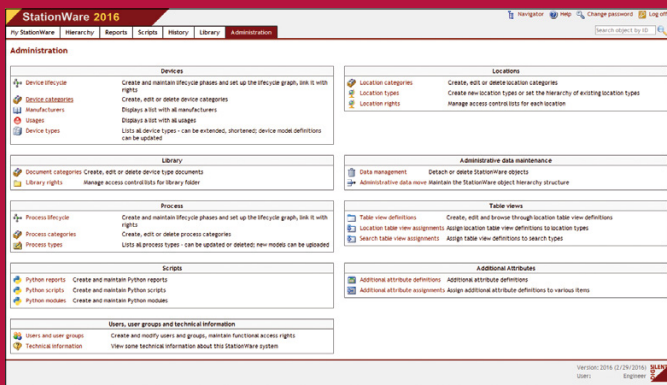 StationWare 2016
Navigator Help Change password Log off
My StationWare Hierarchy Reports Scripts History Library Administration
Search object by ID
Administration
Devices
Device lifecycle Create and maintain lifecycle phases and set up the lifecycle graph, link it with
rights
Device categories Create, edit or delete device categories
Manufacturers Displays a list with all manufacturers
Usages Displays a list with all usages
Device types Lists all device types - can be extended, shortened; device model definitions
can be updated
Locations
Location categories Create, edit or delete location categories
Location types Create new location types or set the hierarchy of existing location types
Location rights Manage access control lists for each location
Library
Document categories Create, edit or delete device type documents
Library rights Manage access control lists for library folder
Administrative data maintenance
Data management Detach or delete StationWare objects
Administrative data move Maintain the StationWare object hierarchy structure
Process
Process lifecycle Create and maintain lifecycle phases and set up the lifecycle graph, link it with
rights
Process categories Create, edit or delete process categories
Process types Lists all process types - can be updated or deleted; new models can be uploaded
Table views
Table view definitions Create, edit and browse through location table view definitions
Location table view assignments Assign location table view definitions to location types
Search table view assignments Assign table view definitions to search types
Scripts
Python reports Create and maintain Python reports
Python scripts Create and maintain Python scripts
Python modules Create and maintain Python modules
Additional Attributes
Additional attribute definitions Additional attribute definitions
Additional attribute assignments Assign additional attribute definitions to various items
Users, user groups and technical information
Users and user groups Create and modify users and groups, maintain functional access rights
Technical information View some technical information about this StationWare system
Version: 2016 (2/29/2016)
User: Engineer